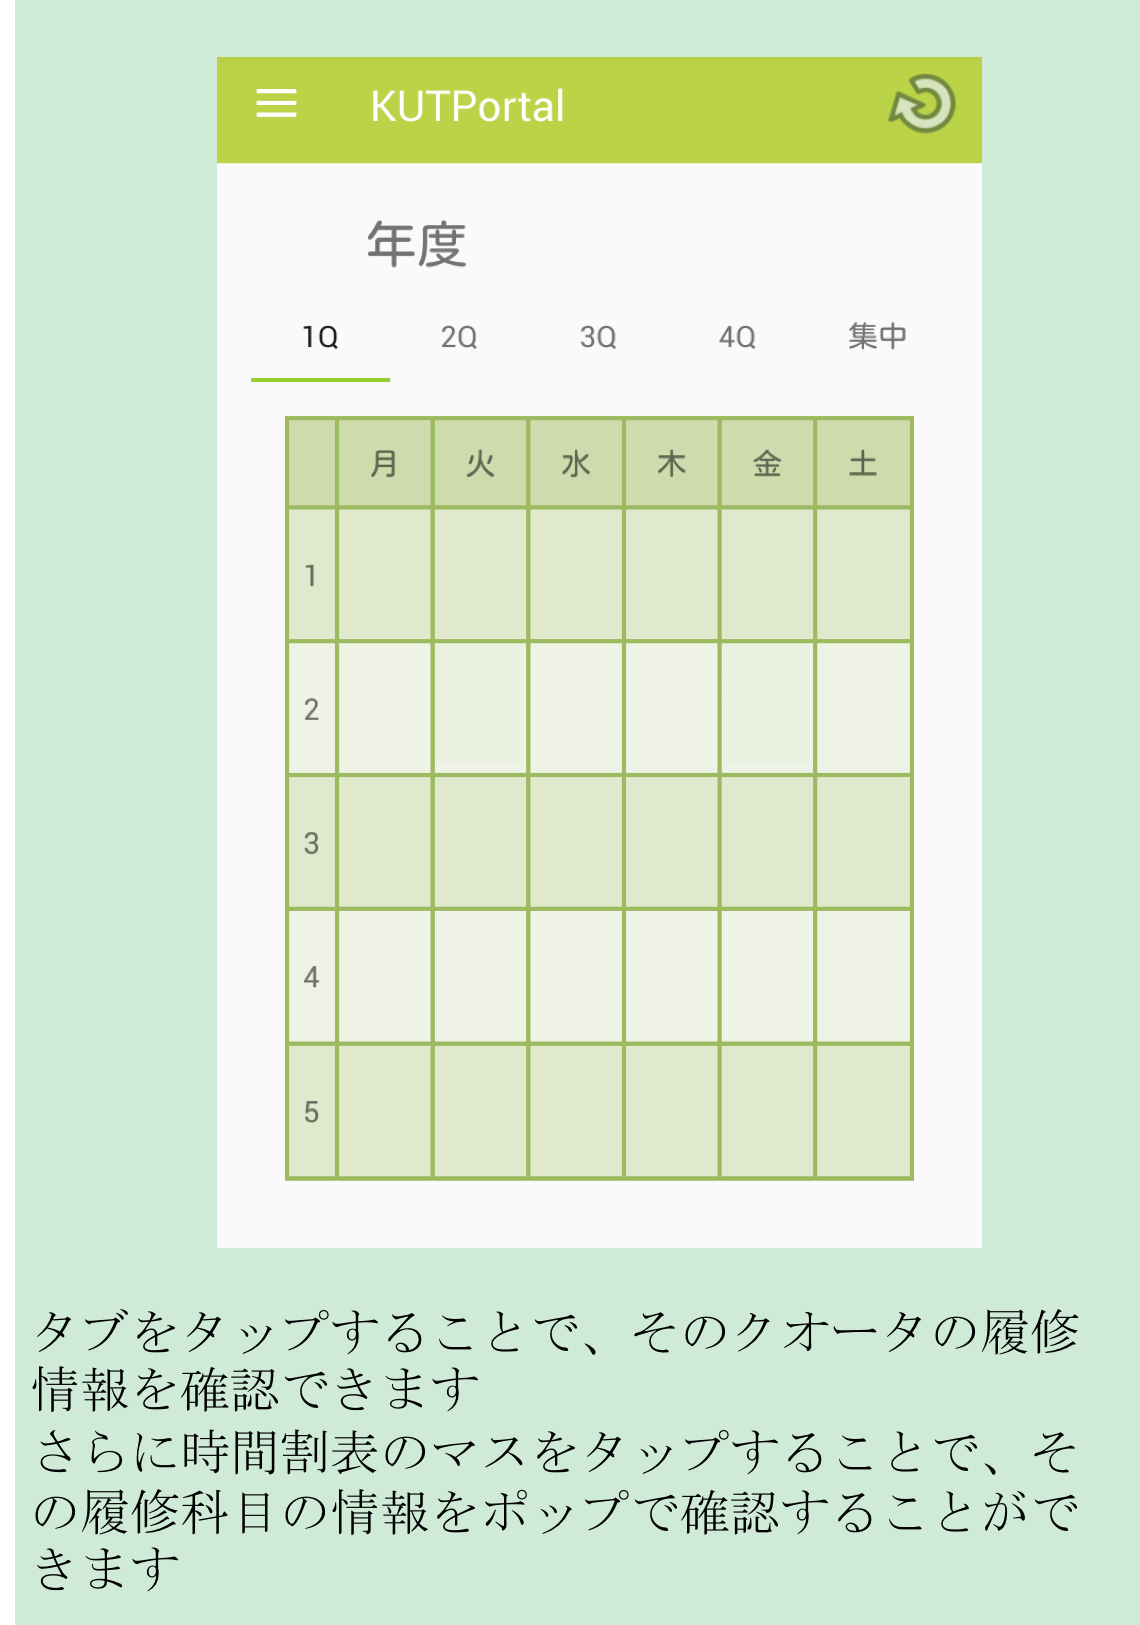 KUTPortal
年度
1Q 2Q 3Q 4Q 集中
月 火 水 木 金 土
1
2
3
4
5
タブをタップすることで、そのクオータの履修
情報を確認できます
さらに時間割表のマスをタップすることで、そ
の履修科目の情報をポップで確認することがで
きます